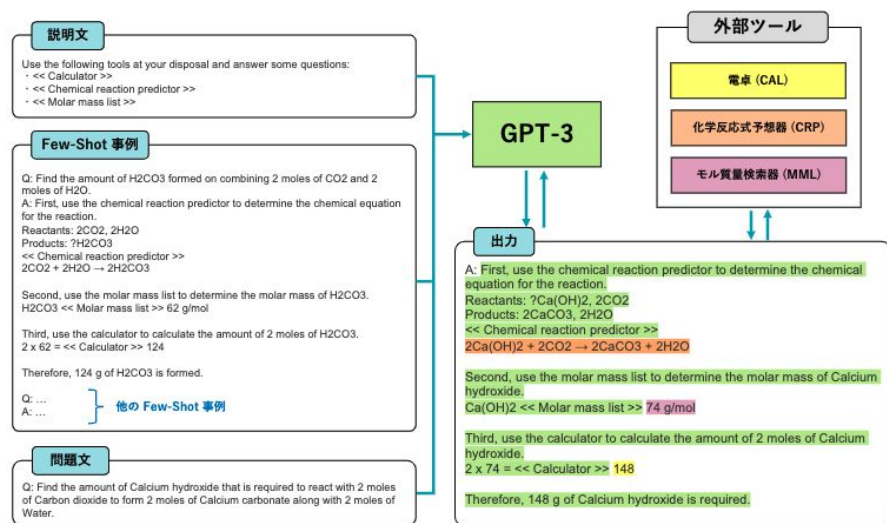 説明文
Use the following tools at your disposal and answer some questions:
・<< Calculator >>
・<< Chemical reaction predictor >>
・<< Molar mass list >>
Few-Shot 事例
Q: Find the amount of H2CO3 formed on combining 2 moles of CO2 and 2
moles of H2O.
A: First, use the chemical reaction predictor to determine the chemical equation
for the reaction.
Reactants: 2CO2, 2H2O
Products: ?H2CO3
<< Chemical reaction predictor >>
2CO2 + 2H2O → 2H2CO3
Second, use the molar mass list to determine the molar mass of H2CO3.
H2CO3 << Molar mass list >> 62 g/mol
Third, use the calculator to calculate the amount of 2 moles of H2CO3.
2 x 62 = << Calculator >> 124
Therefore, 124 g of H2CO3 is formed.
Q: …
A: …
他の Few-Shot 事例
問題文
Q: Find the amount of Calcium hydroxide that is required to react with 2 moles
of Carbon dioxide to form 2 moles of Calcium carbonate along with 2 moles of
Water.
GPT-3
外部ツール
電卓 (CAL)
化学反応式予想器 (CRP)
モル質量検索器 (MML)
出力
A: First, use the chemical reaction predictor to determine the chemical
equation for the reaction.
Reactants: ?Ca(OH)2, 2CO2
Products: 2CaCO3, 2H2O
<< Chemical reaction predictor >>
2Ca(OH)2 + 2CO2 → 2CaCO3 + 2H2O
Second, use the molar mass list to determine the molar mass of Calcium
hydroxide.
Ca(OH)2 << Molar mass list >> 74 g/mol
Third, use the calculator to calculate the amount of 2 moles of Calcium
hydroxide.
2 x 74 = << Calculator >> 148
Therefore, 148 g of Calcium hydroxide is required.